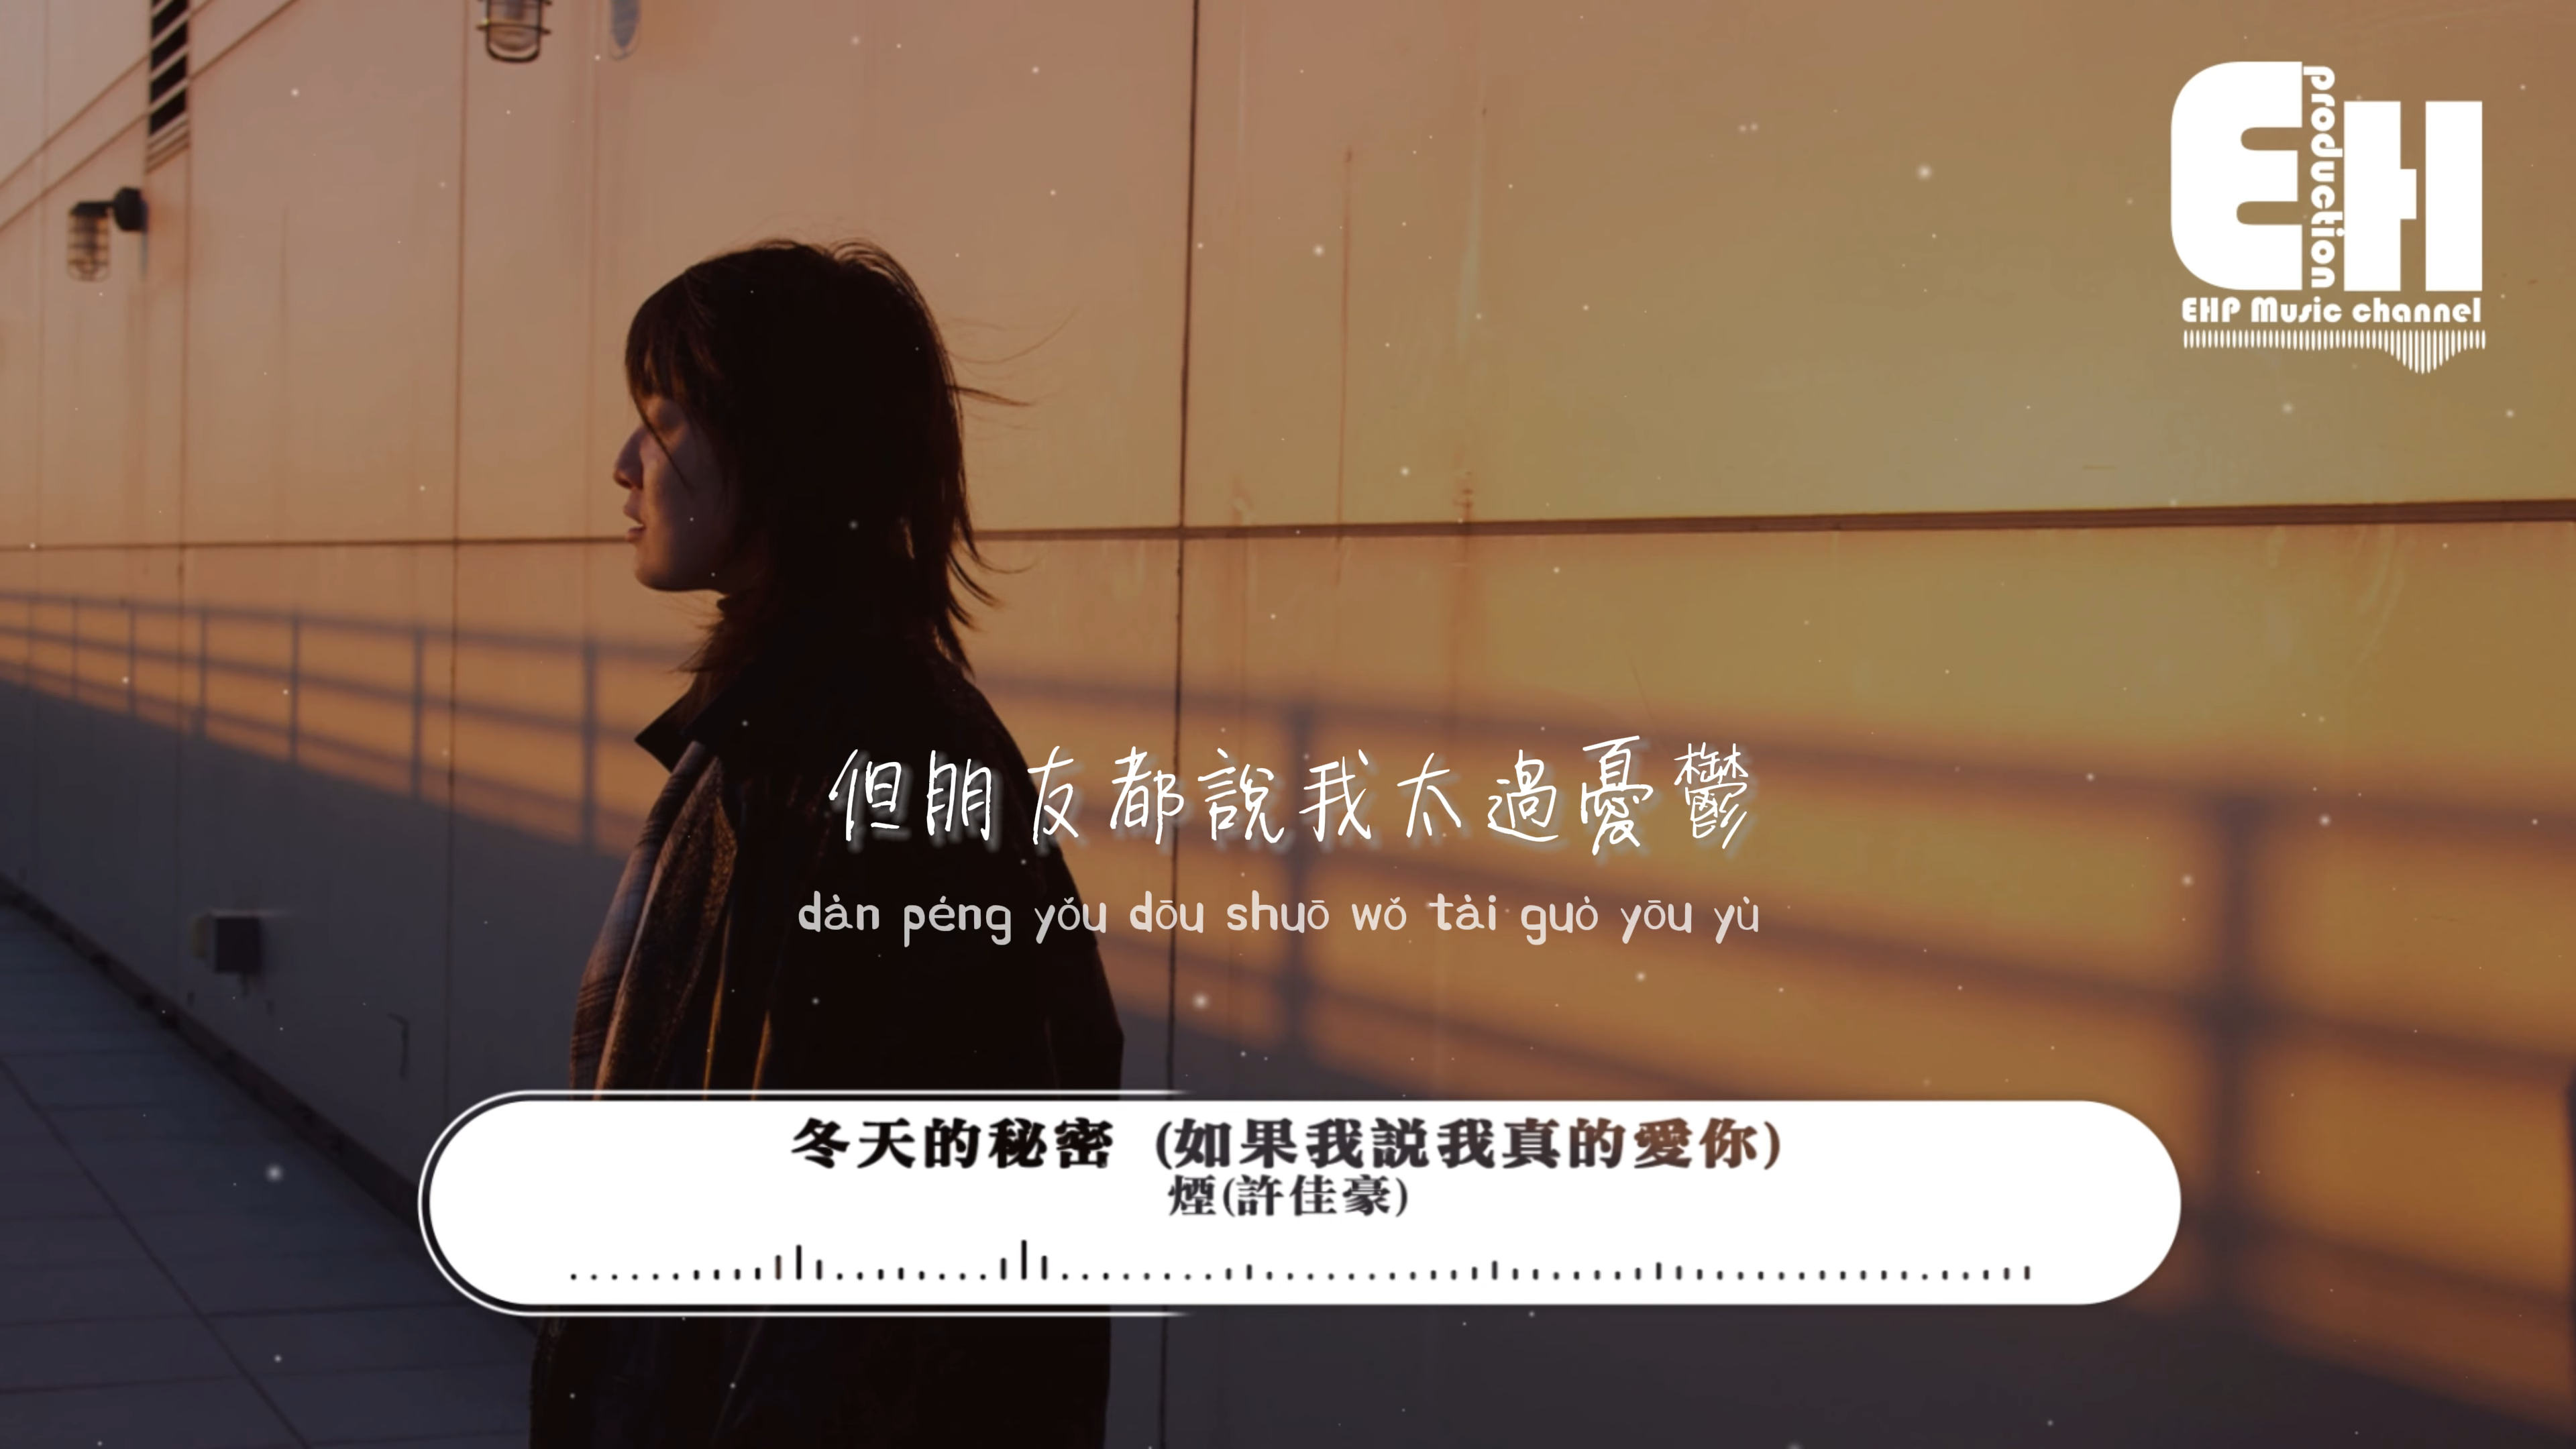 EH
production
EHP Music channel
但朋友都說我太過憂鬱
dàn péng yǒu dōu shuō wǒ tài guò yōu yù
冬天的秘密 (如果我説我真的愛你)
煙(許佳豪)